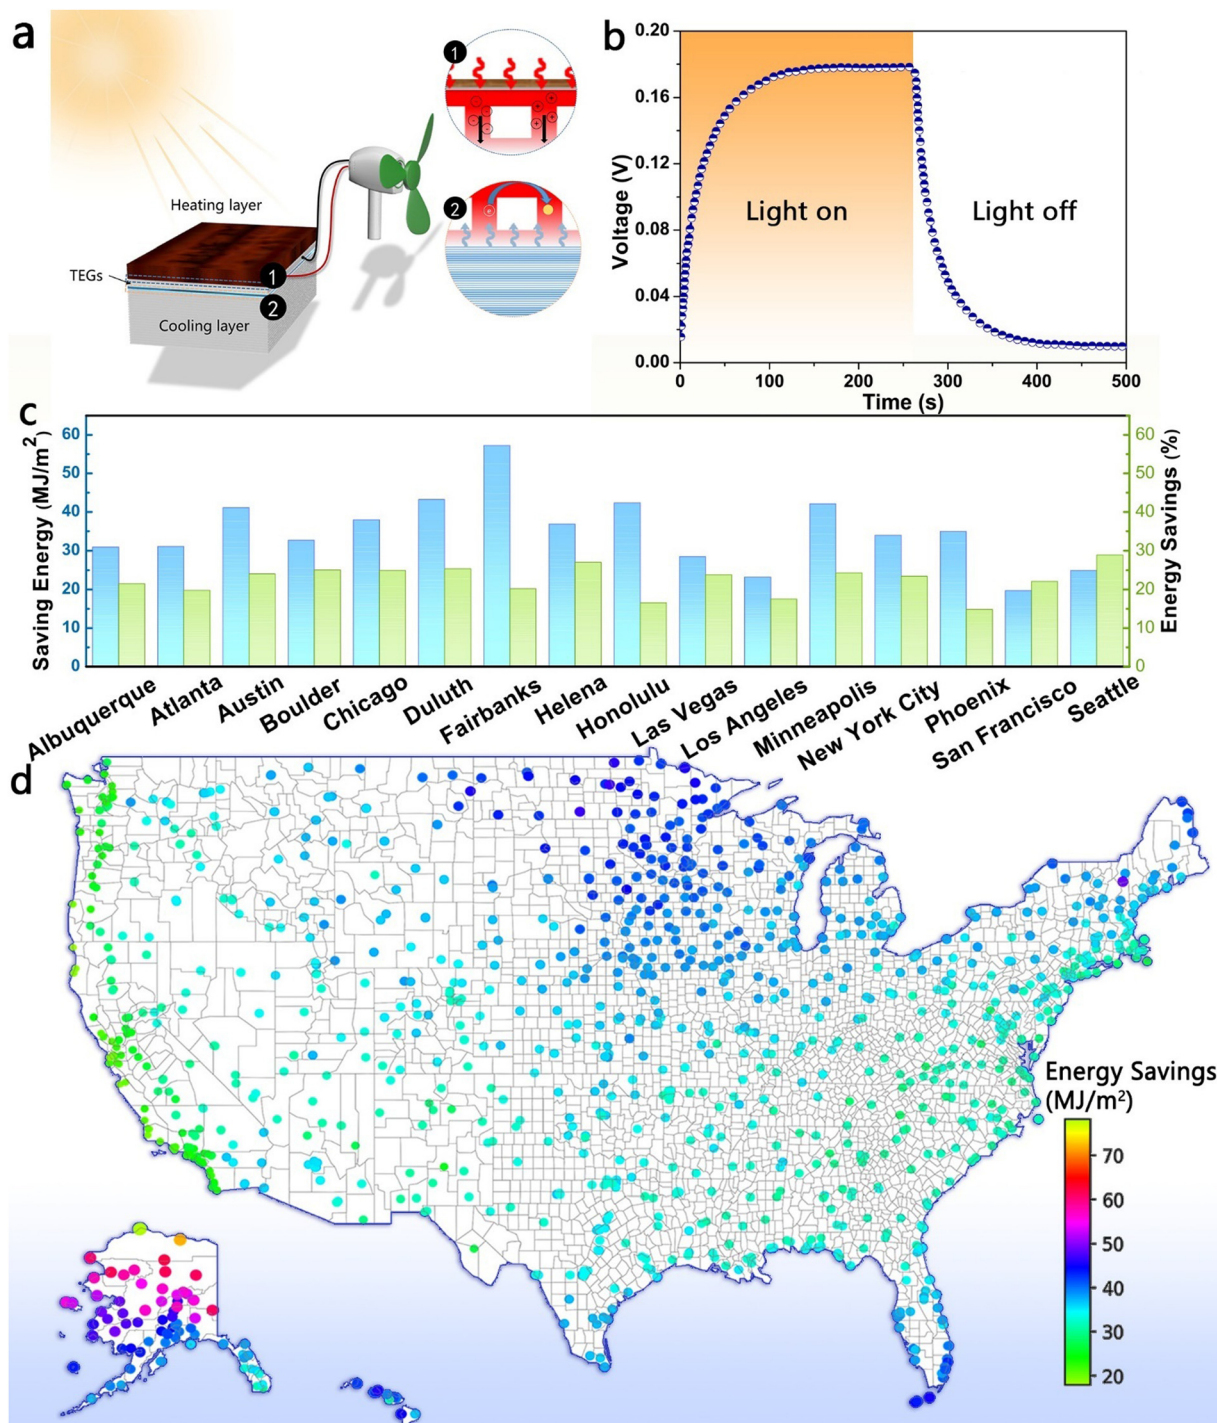 a
Heating layer
TEGs
Cooling layer
1
2
1
2
b
Voltage (V)
0.20
0.16
0.12
0.08
0.04
0.00
Light on
Light off
0
100
200
300
400
500
Time (s)
c
Saving Energy (MJ/m²)
60
50
40
30
20
10
0
Energy Savings (%)
60
50
40
30
20
10
0
Albuquerque
Atlanta
Austin
Boulder
Chicago
Duluth
Fairbanks
Helena
Honolulu
Las Vegas
Los Angeles
Minneapolis
New York City
Phoenix
San Francisco
Seattle
d
Energy Savings
(MJ/m²)
70
60
50
40
30
20